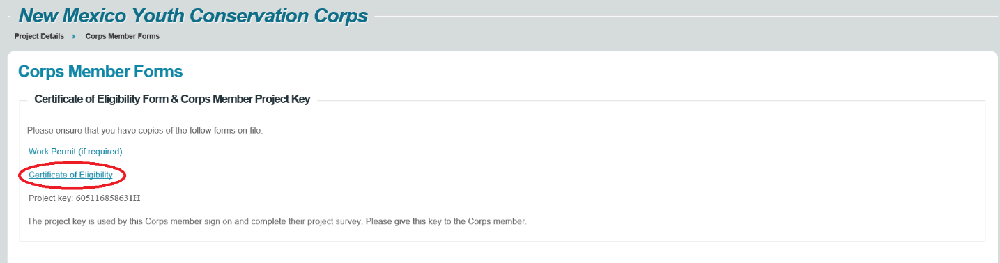 New Mexico Youth Conservation Corps
Project Details › Corps Member Forms
Corps Member Forms
Certificate of Eligibility Form & Corps Member Project Key
Please ensure that you have copies of the follow forms on file:
Work Permit (if required)
Certificate of Eligibility
Project key: 605116858631H
The project key is used by this Corps member sign on and complete their project survey. Please give this key to the Corps member.